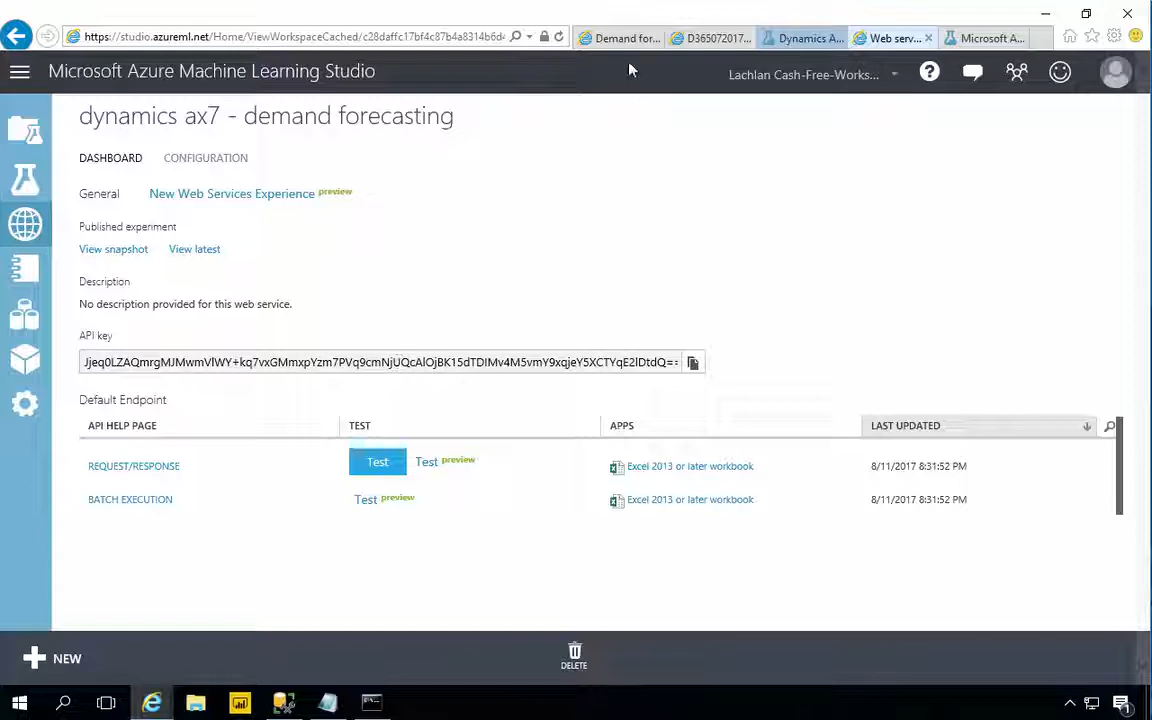 https://studio.azureml.net/Home/ViewWorkspaceCached/c28daffc17bf4c87b4a8314b6d‹
Demand for...
D365072017...
Dynamics A...
Web serv...
Microsoft A...
Microsoft Azure Machine Learning Studio
Lachlan Cash-Free-Works...
dynamics ax7 - demand forecasting
DASHBOARD CONFIGURATION
General New Web Services Experience preview
Published experiment
View snapshot View latest
Description
No description provided for this web service.
API key
Jjeq0LZAQmrgMJMwmVlWY+kq7vxGMmxpYzm7PVq9cmNjUQcAlOjBK15dTDIMv4M5vmY9xqjeY5XCTYqE2lDtdQ==
Default Endpoint
API HELP PAGE TEST APPS LAST UPDATED
REQUEST/RESPONSE Test Test preview Excel 2013 or later workbook 8/11/2017 8:31:52 PM
BATCH EXECUTION Test preview Excel 2013 or later workbook 8/11/2017 8:31:52 PM
NEW
DELETE